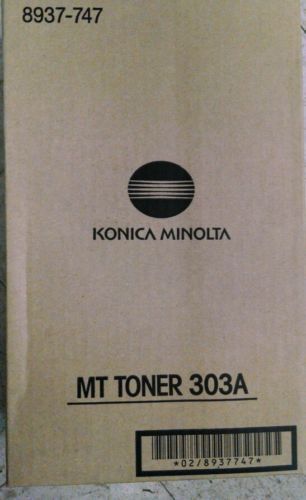 8937-747
KONICA MINOLTA
MT TONER 303A
*02/8937747*